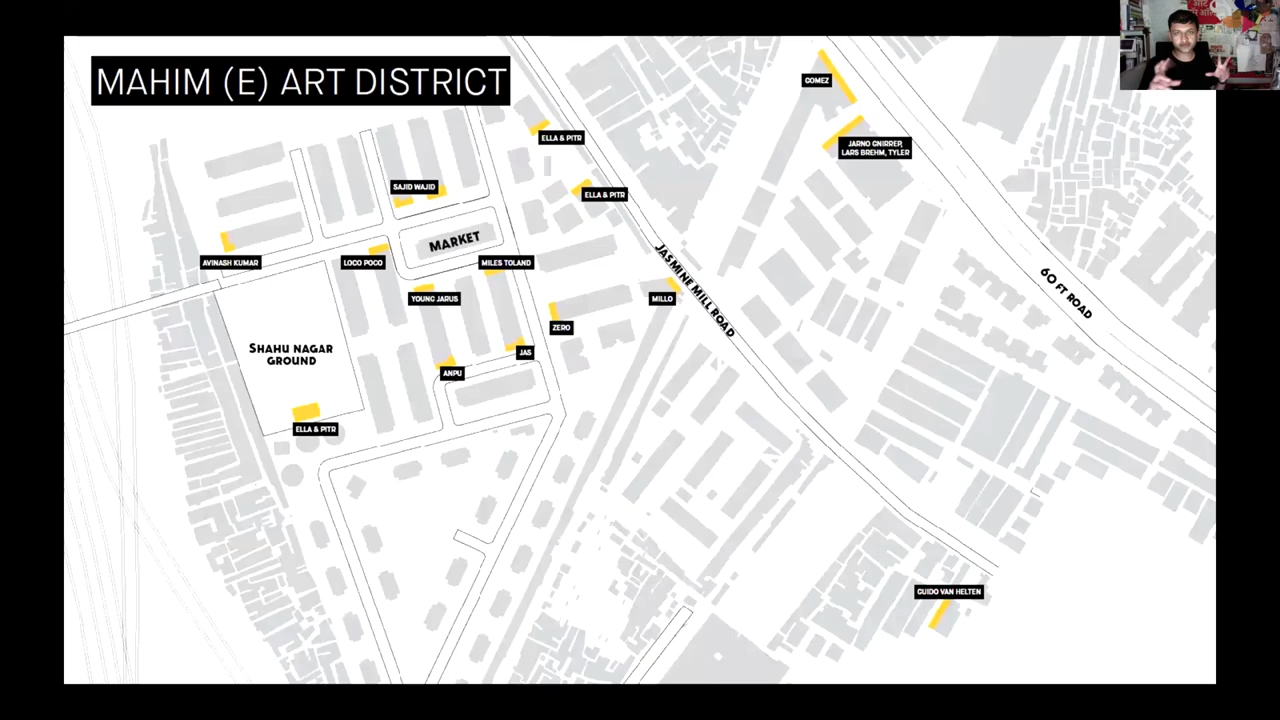 MAHIM (E) ART DISTRICT
GOMEZ
ELLA & PITR
JARNO GNIRREP,
LARS BREHM, TYLER
SAJID WAJID
ELLA & PITR
MARKET
AVINASH KUMAR
LOCO POCO
MILES TOLAND
YOUNG JARUS
MILLO
JASMINE MILL ROAD
60 FT ROAD
ZERO
SHAHU NAGAR
GROUND
JAS
ANPU
ELLA & PITR
GUIDO VAN HELTEN